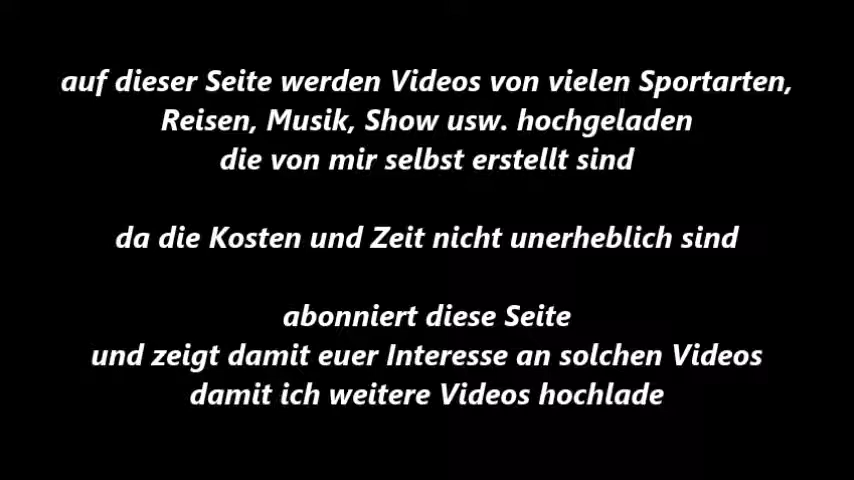 auf dieser Seite werden Videos von vielen Sportarten,
Reisen, Musik, Show usw. hochgeladen
die von mir selbst erstellt sind
da die Kosten und Zeit nicht unerheblich sind
abonniert diese Seite
und zeigt damit euer Interesse an solchen Videos
damit ich weitere Videos hochlade